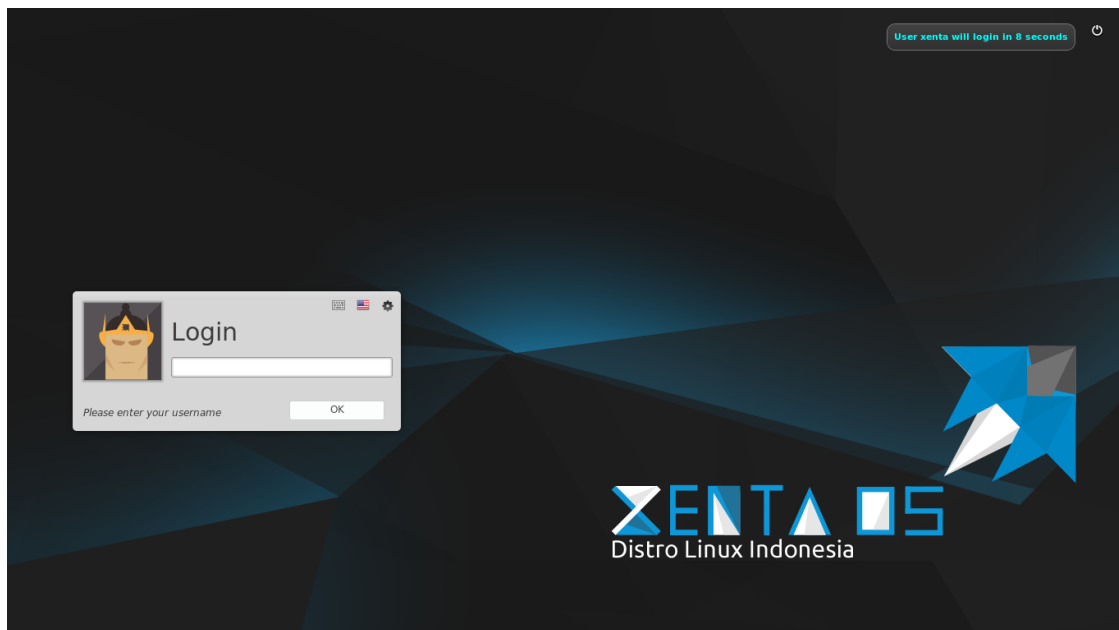 User xenta will login in 8 seconds
Login
Please enter your username
OK
XENTA OS
Distro Linux Indonesia